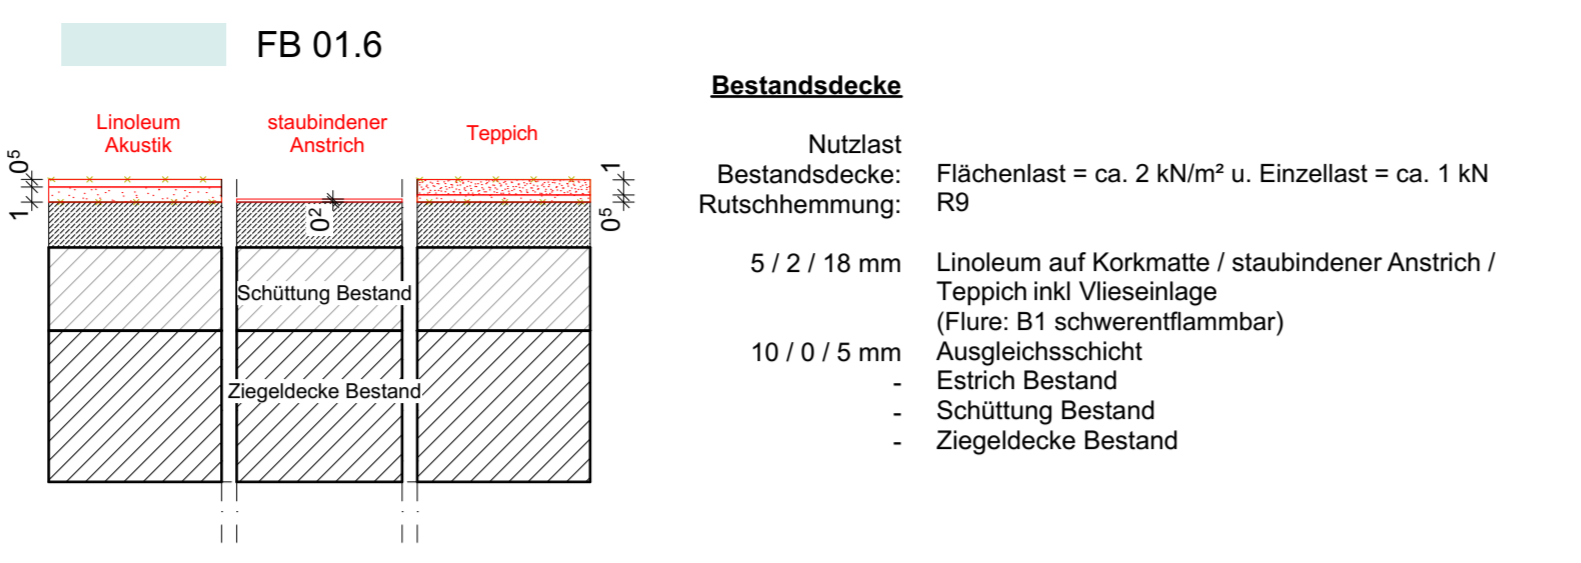 FB 01.6
Linoleum
Akustik
staubindener
Anstrich
Teppich
0⁵
1
0²
1
0⁵
Schüttung Bestand
Ziegeldecke Bestand
Bestandsdecke
Nutzlast
Bestandsdecke: Flächenlast = ca. 2 kN/m² u. Einzellast = ca. 1 kN
Rutschhemmung: R9
5 / 2 / 18 mm Linoleum auf Korkmatte / staubindener Anstrich /
Teppich inkl Vlieseinlage
(Flure: B1 schwerentflammbar)
10 / 0 / 5 mm Ausgleichsschicht
- Estrich Bestand
- Schüttung Bestand
- Ziegeldecke Bestand